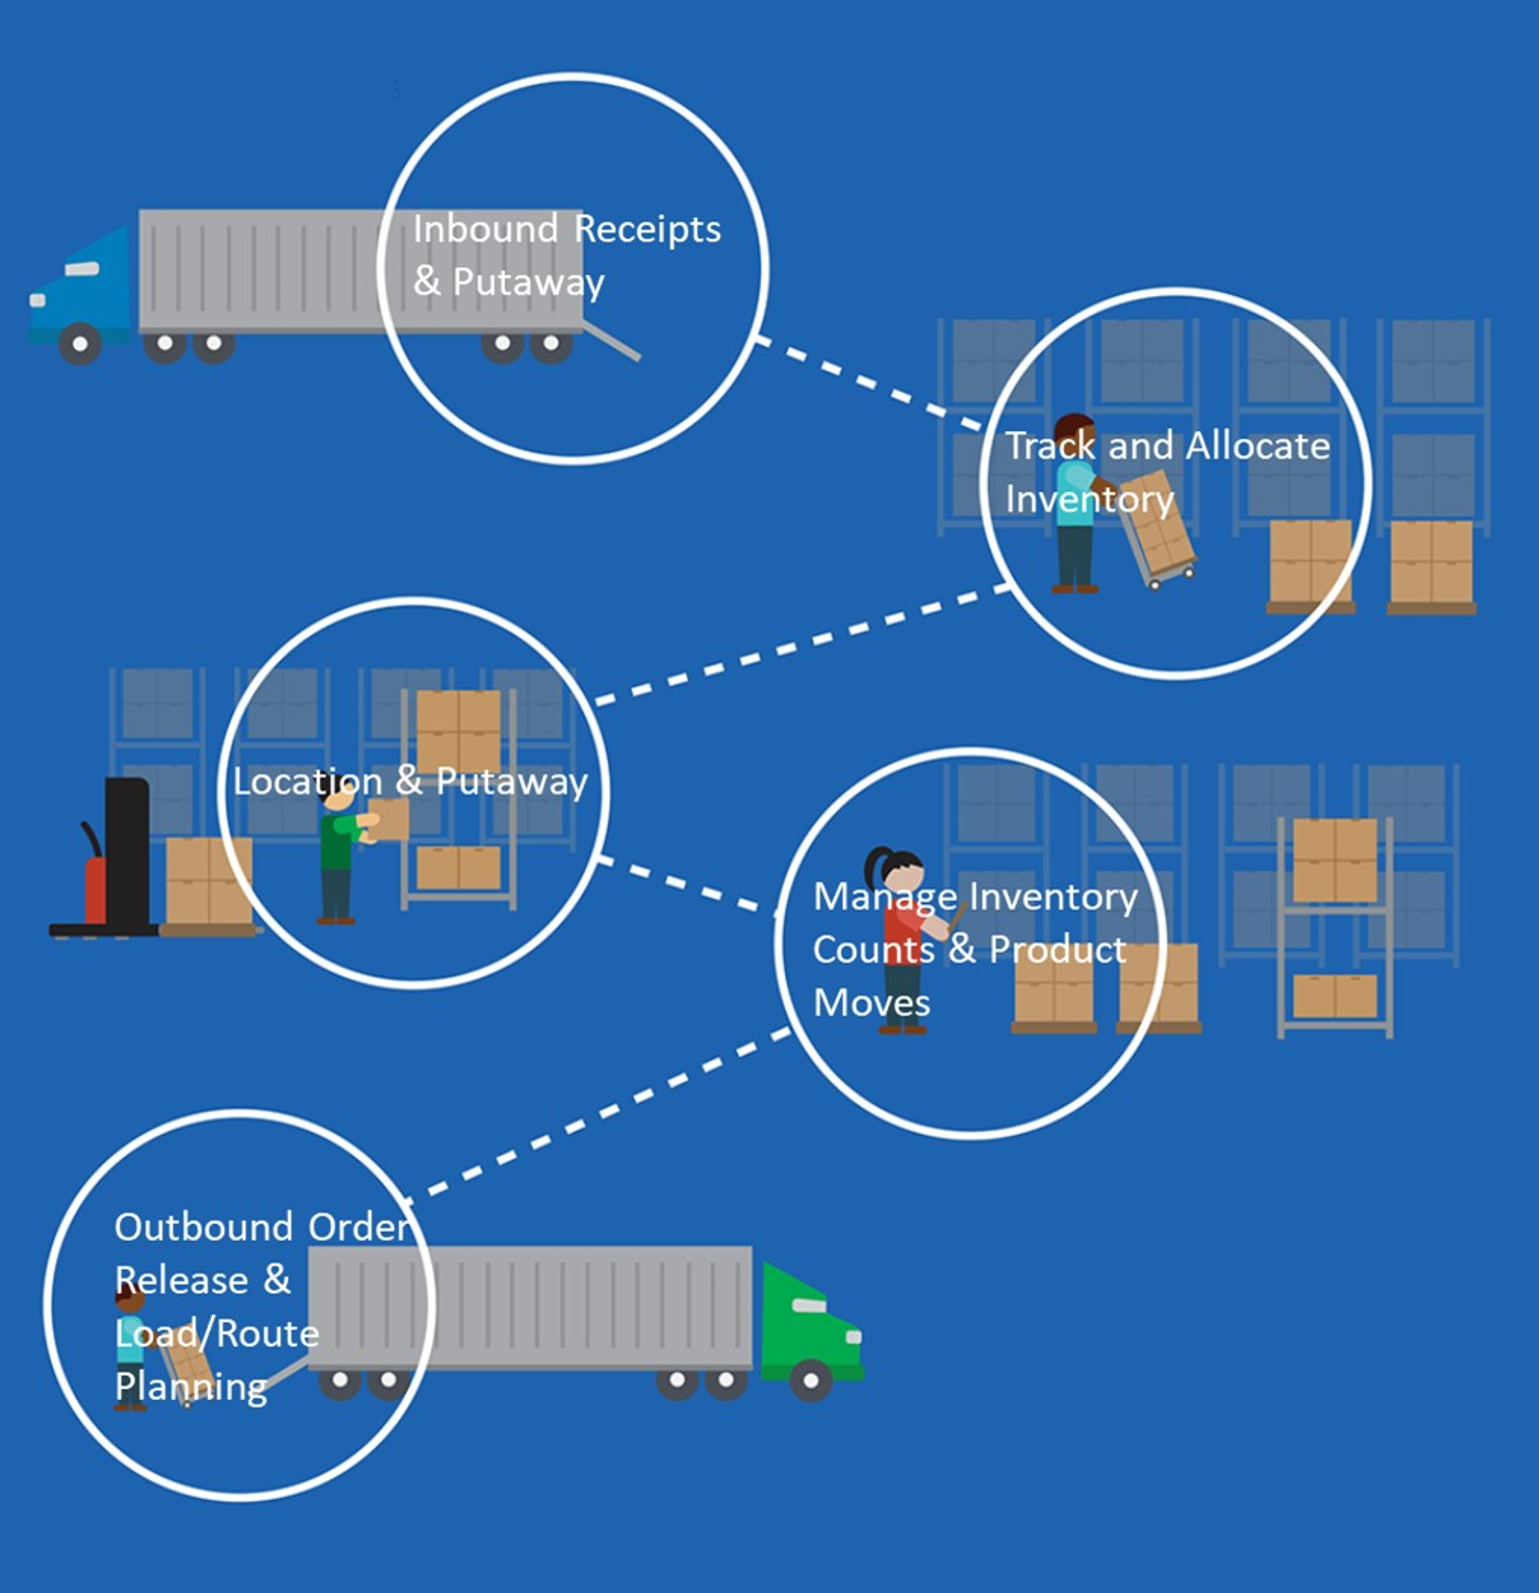 Inbound Receipts
& Putaway
Track and Allocate
Inventory
Location & Putaway
Manage Inventory
Counts & Product
Moves
Outbound Order
Release &
Load/Route
Planning